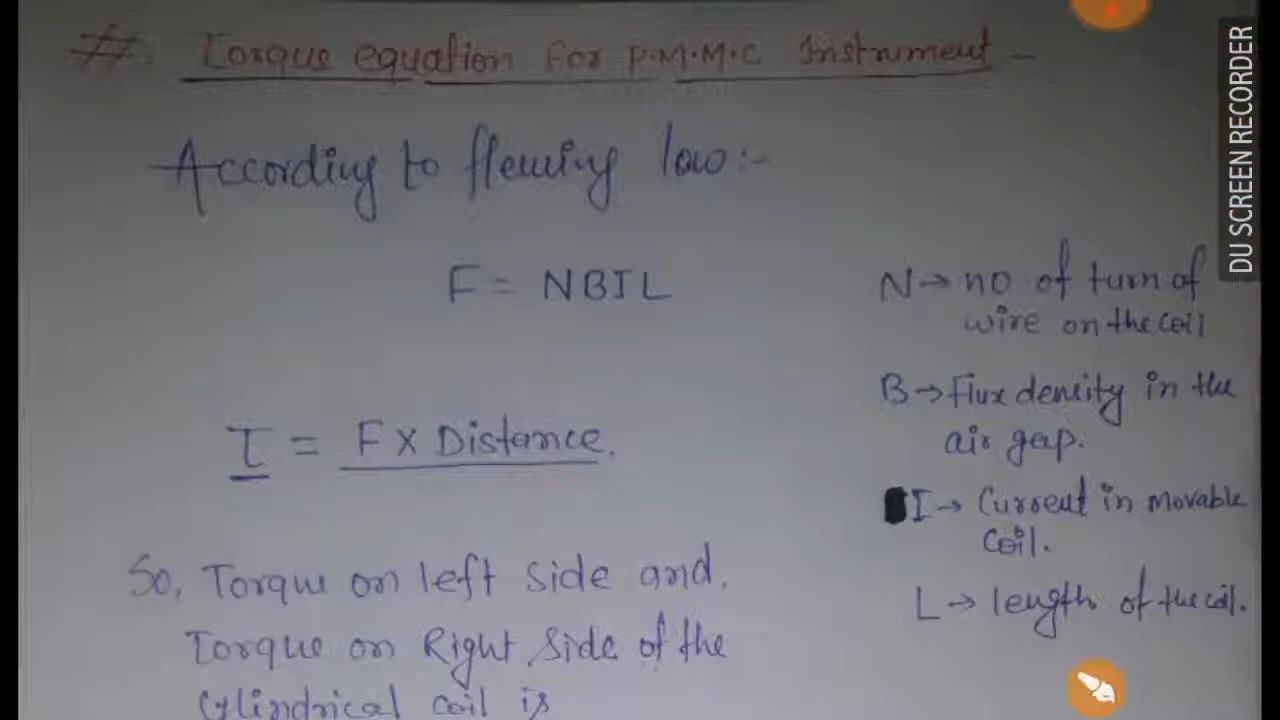 #. Torque equation for P.M.M.C Instrument -
According to fleming law:-
F = NBIL
N→ no of turn of
wire on the coil
B→ Flux density in the
air gap.
I→ Current in movable
Coil.
L→ length of the coil.
T = F X Distance.
So, Torque on left side and,
Torque on Right side of the
Cylindrical coil is
DU SCREEN RECORDER